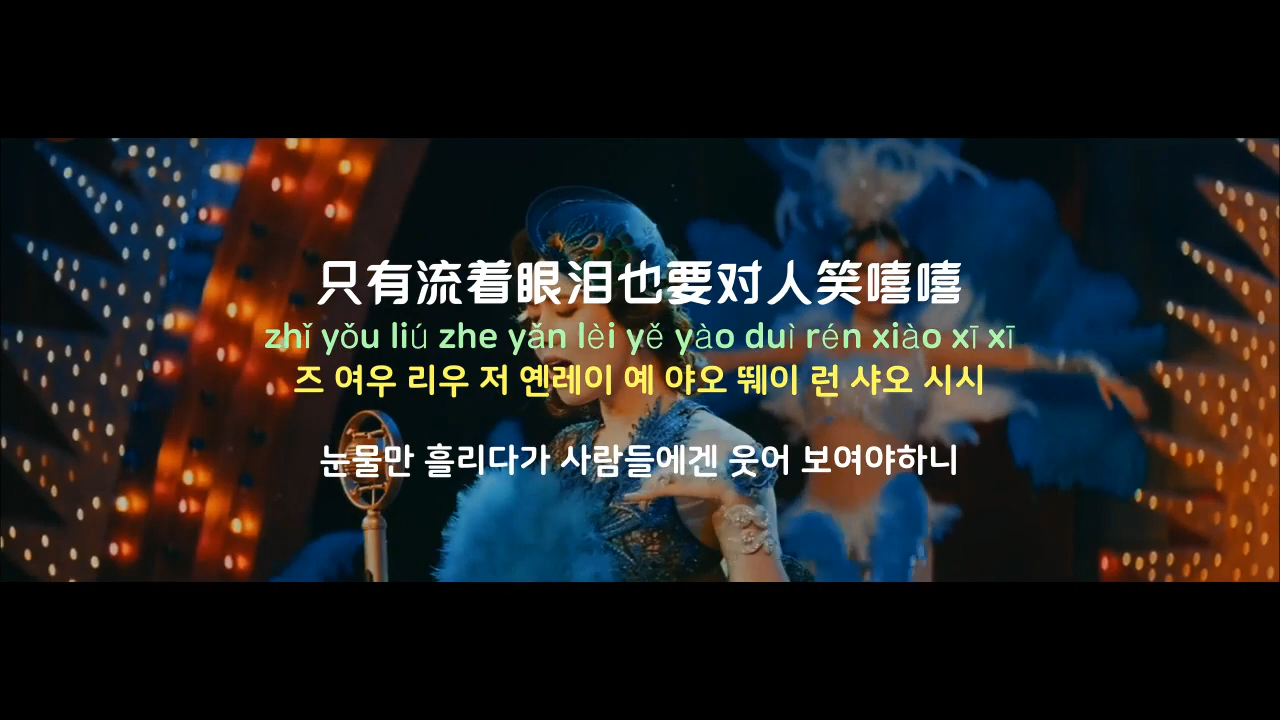 只有流着眼泪也要对人笑嘻嘻
zhǐ yǒu liú zhe yǎn lèi yě yào duì rén xiào xī xī
즈 여우 리우 저 옌레이 예 야오 뛔이 런 샤오 시시
눈물만 흘리다가 사람들에겐 웃어 보여야하니